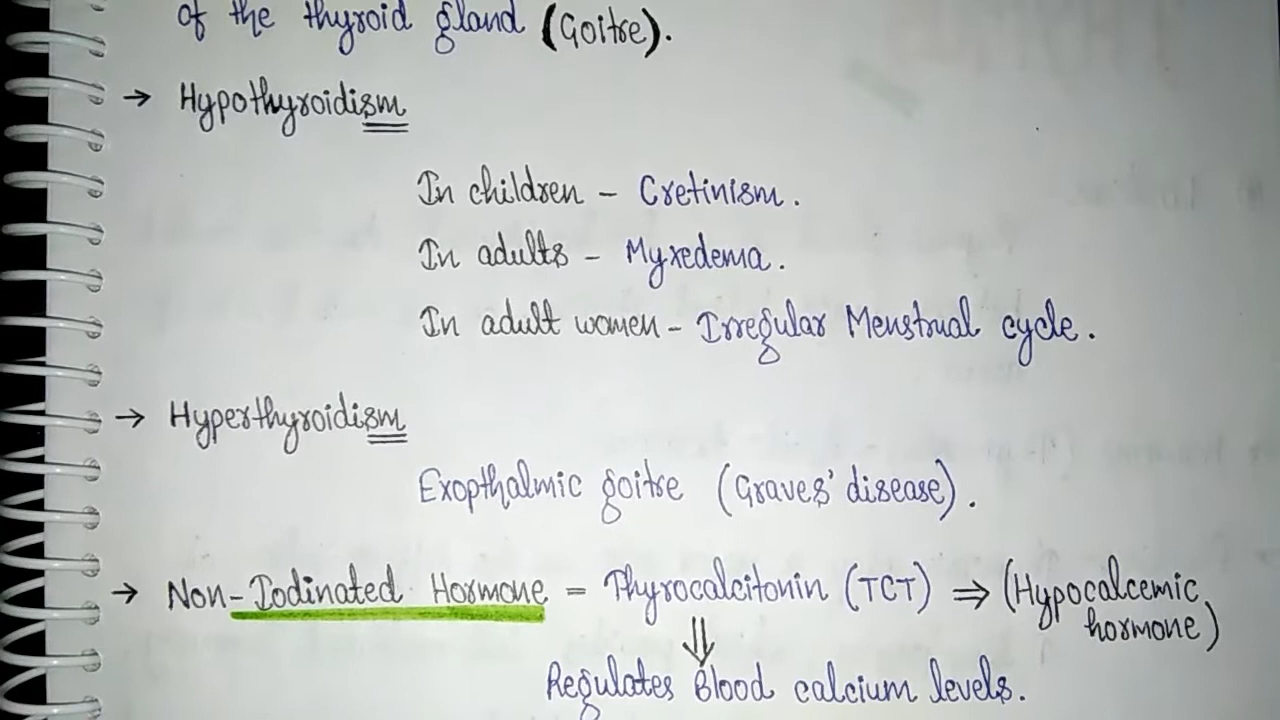 of the thyroid gland (Goitre).
→ Hypothyroidism
In children - Cretinism.
In adults - Myxedema.
In adult women - Irregular Menstrual cycle.
→ Hyperthyroidism
Exopthalmic goitre (Graves' disease).
→ Non-Iodinated Hormone = Thyrocalcitonin (TCT) ⇒ (Hypocalcemic
hormone)
⇓
Regulates Blood calcium levels.